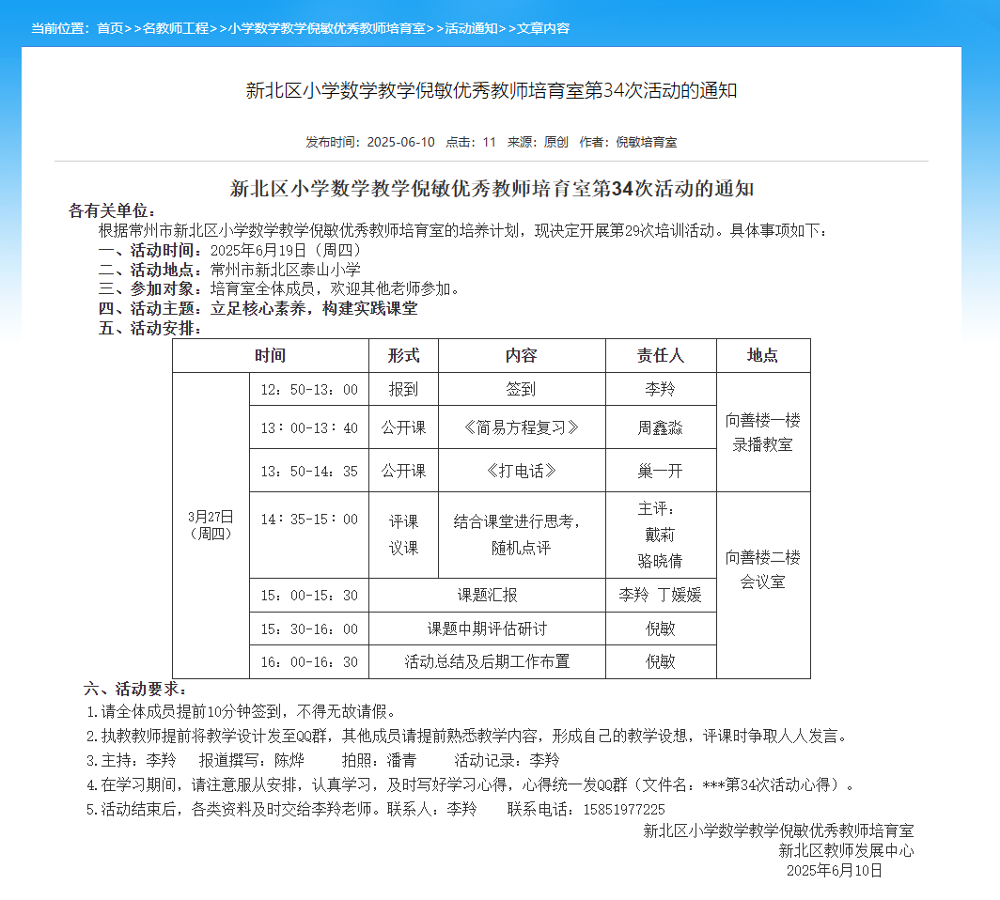 当前位置：首页>>名教师工程>>小学数学教学倪敏优秀教师培育室>>活动通知>>文章内容
新北区小学数学教学倪敏优秀教师培育室第34次活动的通知
发布时间：2025-06-10 点击：11 来源：原创 作者：倪敏培育室
新北区小学数学教学倪敏优秀教师培育室第34次活动的通知
各有关单位：
根据常州市新北区小学数学教学倪敏优秀教师培育室的培养计划，现决定开展第29次培训活动。具体事项如下：
一、活动时间：2025年6月19日（周四）
二、活动地点：常州市新北区泰山小学
三、参加对象：培育室全体成员，欢迎其他老师参加。
四、活动主题：立足核心素养，构建实践课堂
五、活动安排：
时间 形式 内容 责任人 地点
3月27日
（周四）
12：50-13：00 报到 签到 李羚
13：00-13：40 公开课 《简易方程复习》 周鑫淼
13：50-14：35 公开课 《打电话》 巢一开
向善楼一楼
录播教室
14：35-15：00
评课
议课
结合课堂进行思考，
随机点评
主评：
戴莉
骆晓倩
15：00-15：30 课题汇报 李羚 丁媛媛
15：30-16：00 课题中期评估研讨 倪敏
16：00-16：30 活动总结及后期工作布置 倪敏
向善楼二楼
会议室
六、活动要求：
1.请全体成员提前10分钟签到，不得无故请假。
2.执教教师提前将教学设计发至QQ群，其他成员请提前熟悉教学内容，形成自己的教学设想，评课时争取人人发言。
3.主持：李羚 报道撰写：陈烨 拍照：潘青 活动记录：李羚
4.在学习期间，请注意服从安排，认真学习，及时写好学习心得，心得统一发QQ群（文件名：***第34次活动心得）。
5.活动结束后，各类资料及时交给李羚老师。联系人：李羚 联系电话：15851977225
新北区小学数学教学倪敏优秀教师培育室
新北区教师发展中心
2025年6月10日